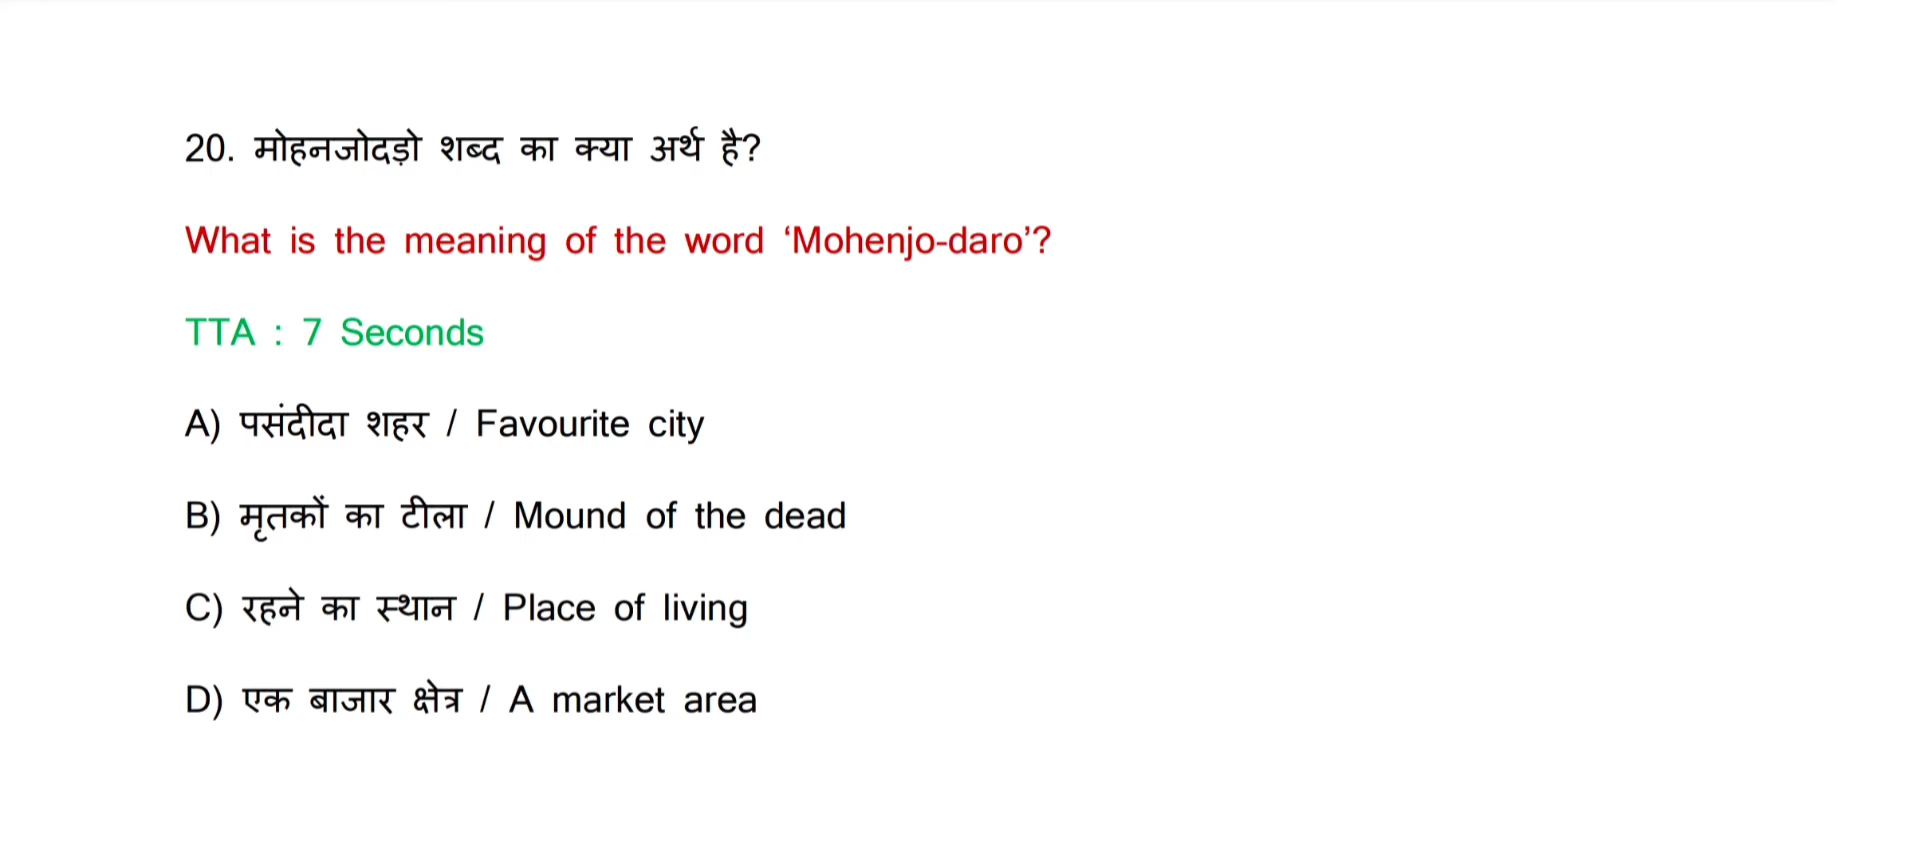 20. मोहनजोदड़ो शब्द का क्या अर्थ है?
What is the meaning of the word ‘Mohenjo-daro’?
TTA : 7 Seconds
A) पसंदीदा शहर / Favourite city
B) मृतकों का टीला / Mound of the dead
C) रहने का स्थान / Place of living
D) एक बाजार क्षेत्र / A market area